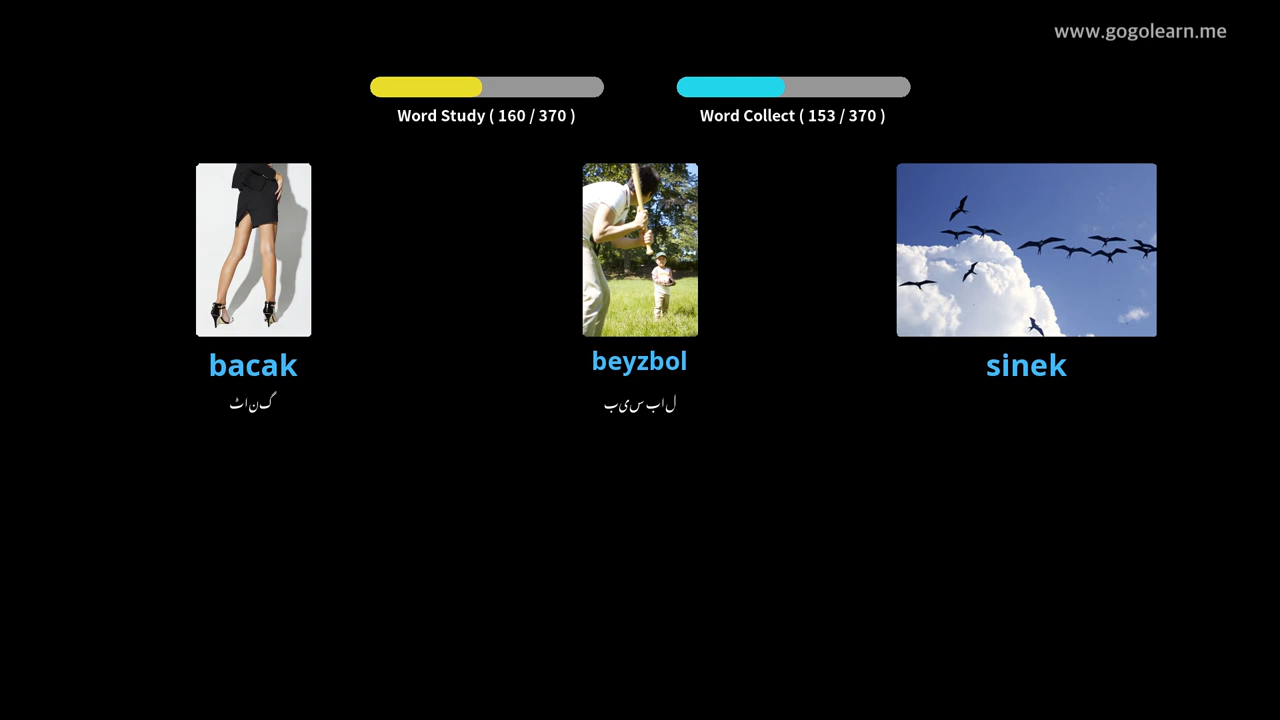 www.gogolearn.me
Word Study ( 160 / 370 )
Word Collect ( 153 / 370 )
bacak
beyzbol
sinek
ٹانگ
بیس بال